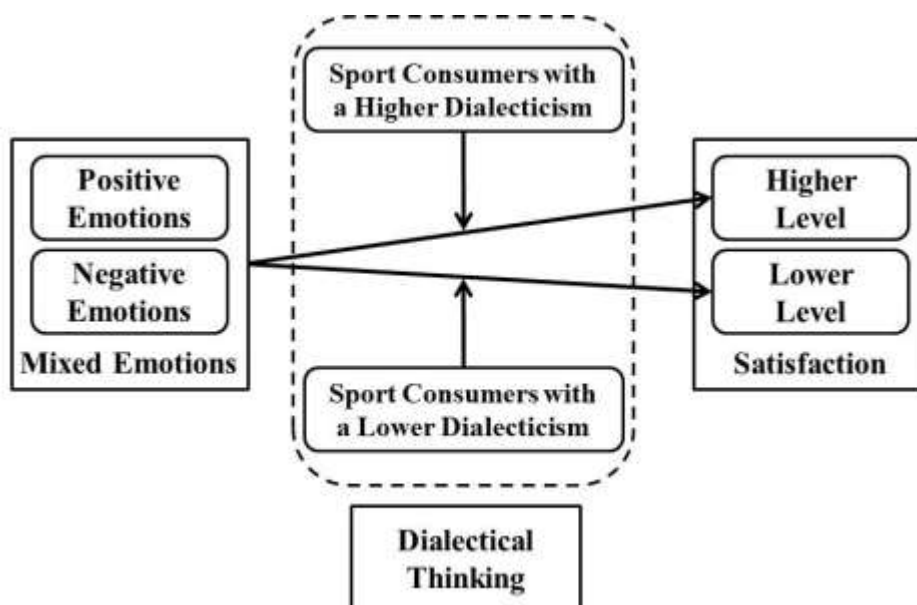 Sport Consumers with
a Higher Dialecticism
Positive
Emotions
Negative
Emotions
Mixed Emotions
Higher
Level
Lower
Level
Satisfaction
Sport Consumers with
a Lower Dialecticism
Dialectical
Thinking